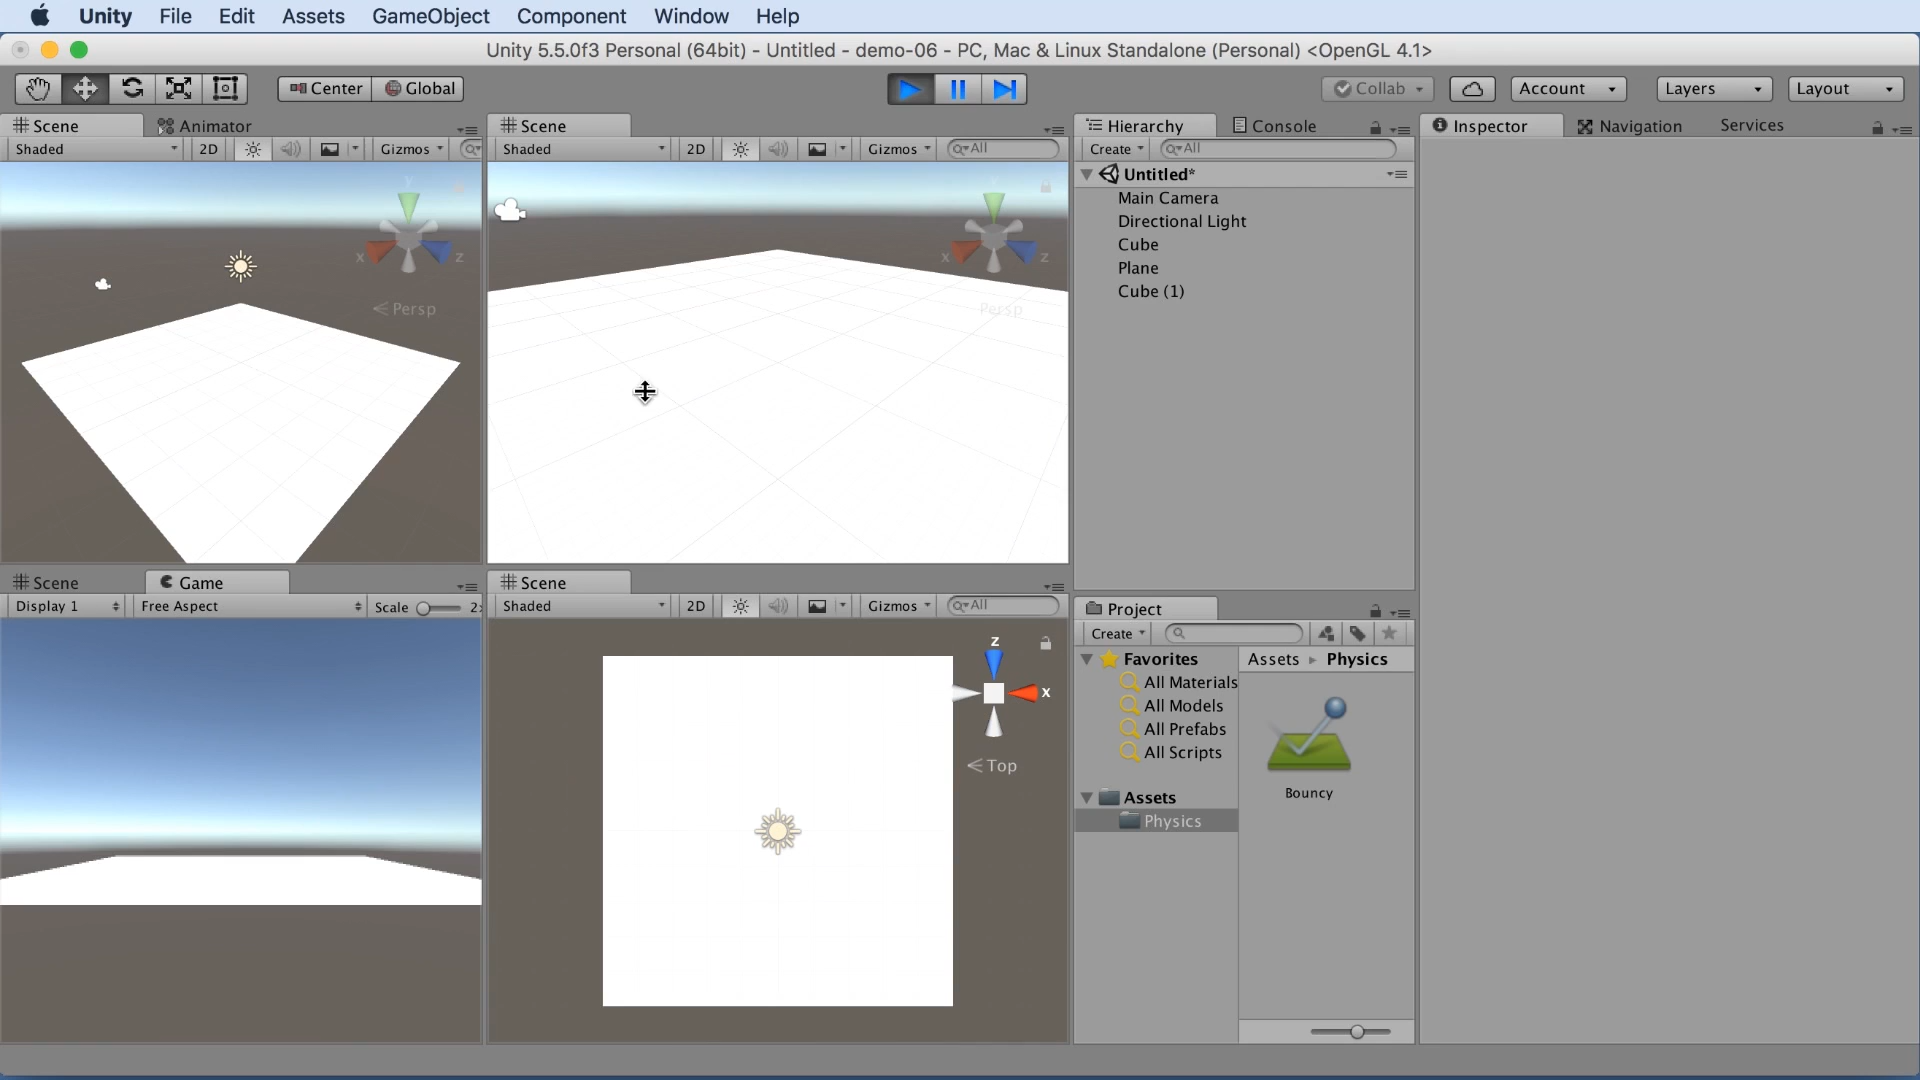 Unity File Edit Assets GameObject Component Window Help
Unity 5.5.0f3 Personal (64bit) - Untitled - demo-06 - PC, Mac & Linux Standalone (Personal) <OpenGL 4.1>
Center Global Collab Account Layers Layout
Scene Animator
Shaded 2D Gizmos
Y
X Z
Persp
Scene
Shaded 2D Gizmos All
X Z
Persp
Hierarchy Console
Create All
Untitled*
Main Camera
Directional Light
Cube
Plane
Cube (1)
Inspector Navigation Services
Scene Game
Display 1 Free Aspect Scale 2
Scene
Shaded 2D Gizmos All
Z
X
Top
Project
Create
Favorites
All Materials
All Models
All Prefabs
All Scripts
Assets
Physics
Assets Physics
Bouncy